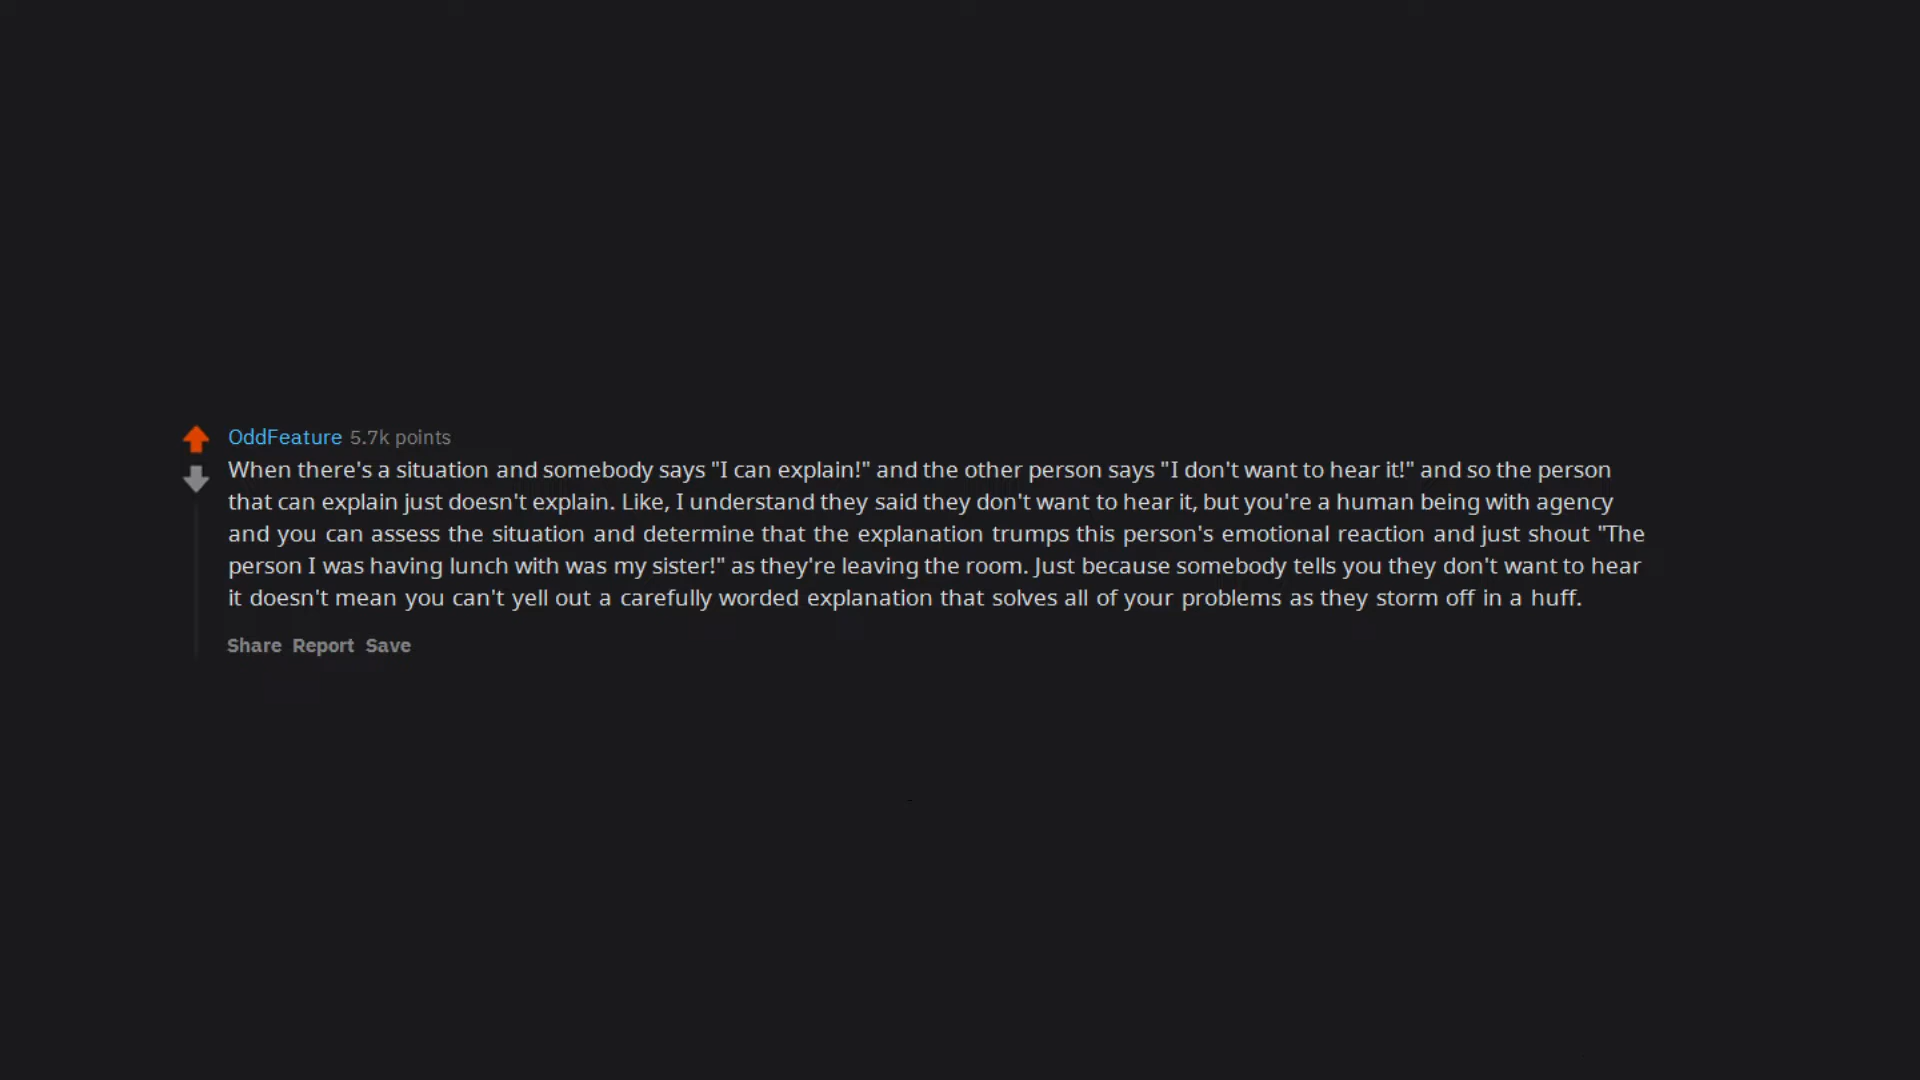 OddFeature 5.7k points
When there's a situation and somebody says "I can explain!" and the other person says "I don't want to hear it!" and so the person
that can explain just doesn't explain. Like, I understand they said they don't want to hear it, but you're a human being with agency
and you can assess the situation and determine that the explanation trumps this person's emotional reaction and just shout "The
person I was having lunch with was my sister!" as they're leaving the room. Just because somebody tells you they don't want to hear
it doesn't mean you can't yell out a carefully worded explanation that solves all of your problems as they storm off in a huff.
Share Report Save